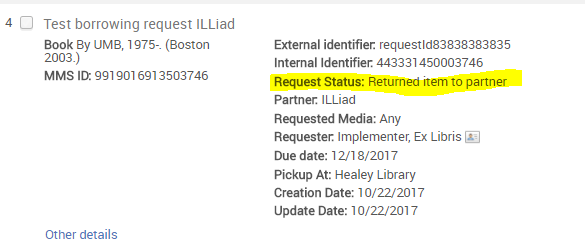 4 Test borrowing request ILLiad
Book By UMB, 1975-. (Boston
2003.)
MMS ID: 9919016913503746
External identifier: requestId83838383835
Internal Identifier: 443331450003746
Request Status: Returned item to partner
Partner: ILLiad
Requested Media: Any
Requester: Implementer, Ex Libris
Due date: 12/18/2017
Pickup At: Healey Library
Creation Date: 10/22/2017
Update Date: 10/22/2017
Other details